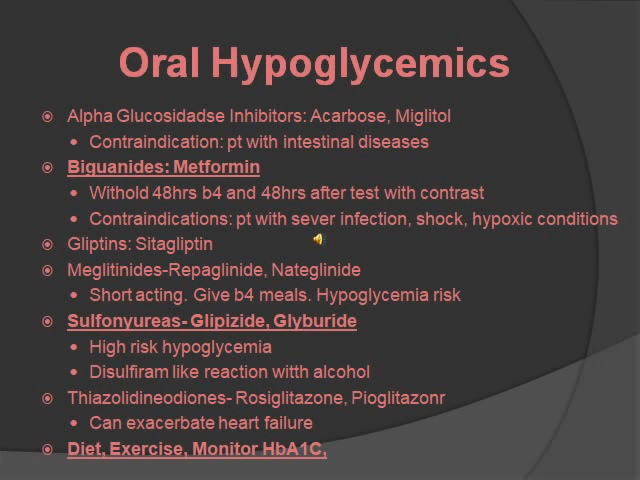 Oral Hypoglycemics
Alpha Glucosidadse Inhibitors: Acarbose, Miglitol
Contraindication: pt with intestinal diseases
Biguanides: Metformin
Withold 48hrs b4 and 48hrs after test with contrast
Contraindications: pt with sever infection, shock, hypoxic conditions
Gliptins: Sitagliptin
Meglitinides-Repaglinide, Nateglinide
Short acting. Give b4 meals. Hypoglycemia risk
Sulfonyureas- Glipizide, Glyburide
High risk hypoglycemia
Disulfiram like reaction witth alcohol
Thiazolidineodiones- Rosiglitazone, Pioglitazonr
Can exacerbate heart failure
Diet, Exercise, Monitor HbA1C,